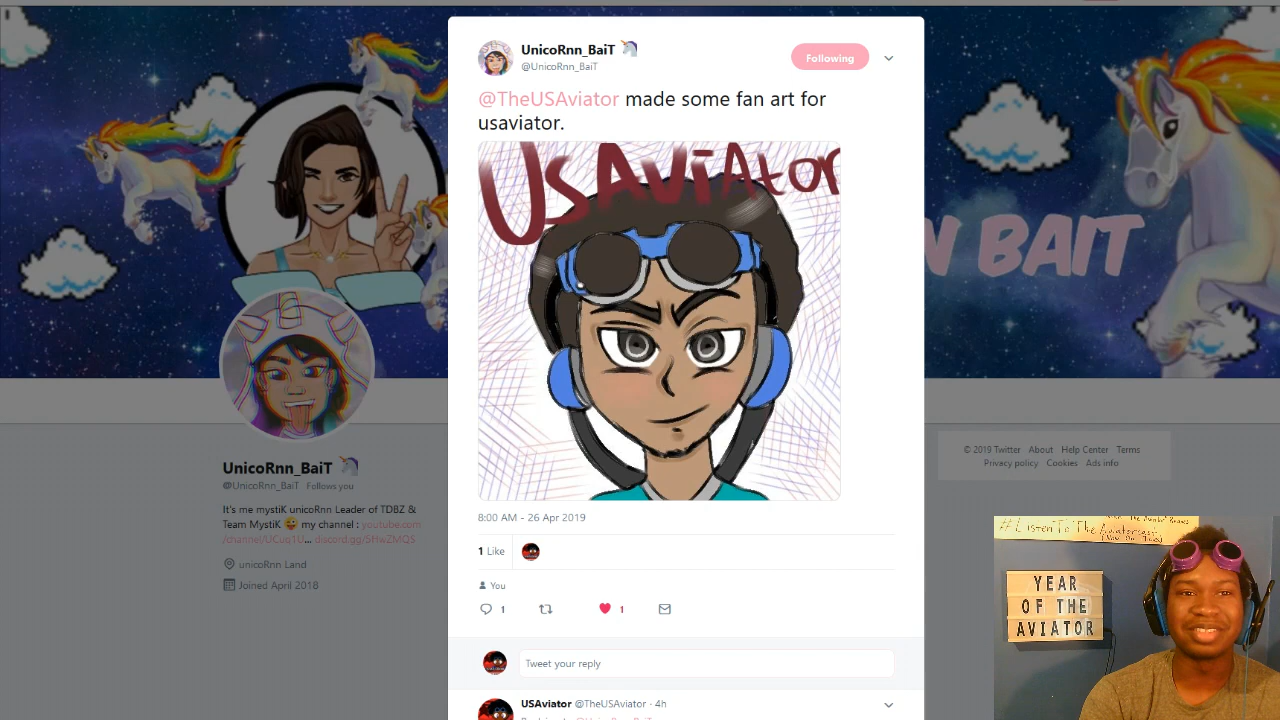 UnicoRnn_BaiT
@UnicoRnn_BaiT
Following
@TheUSAviator made some fan art for
usaviator.
UsAviAtor
N BAIT
8:00 AM - 26 Apr 2019
1 Like
You
1
1
Tweet your reply
USAviator @TheUSAviator · 4h
UnicoRnn_BaiT
@UnicoRnn_BaiT Follows you
It's me mystiK unicoRnn Leader of TDBZ &
Team MystiK my channel : youtube.com
/channel/UCuq1U... discord.gg/SHwZMQS
unicoRnn Land
Joined April 2018
© 2019 Twitter About Help Center Terms
Privacy policy Cookies Ads info
#ListenToTheAviatorcast
YEAR
OF THE
AVIATOR